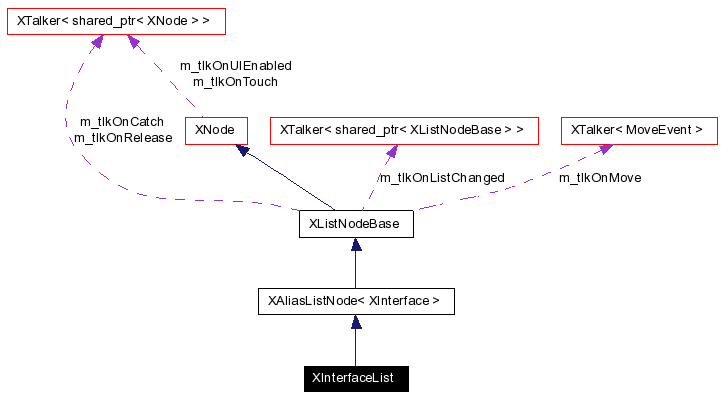 XTalker< shared_ptr< XNode > >
m_tlkOnUIEnabled
m_tlkOnTouch
m_tlkOnCatch
m_tlkOnRelease
XNode
XTalker< shared_ptr< XListNodeBase > >
XTalker< MoveEvent >
m_tlkOnListChanged
m_tlkOnMove
XListNodeBase
XAliasListNode< XInterface >
XInterfaceList